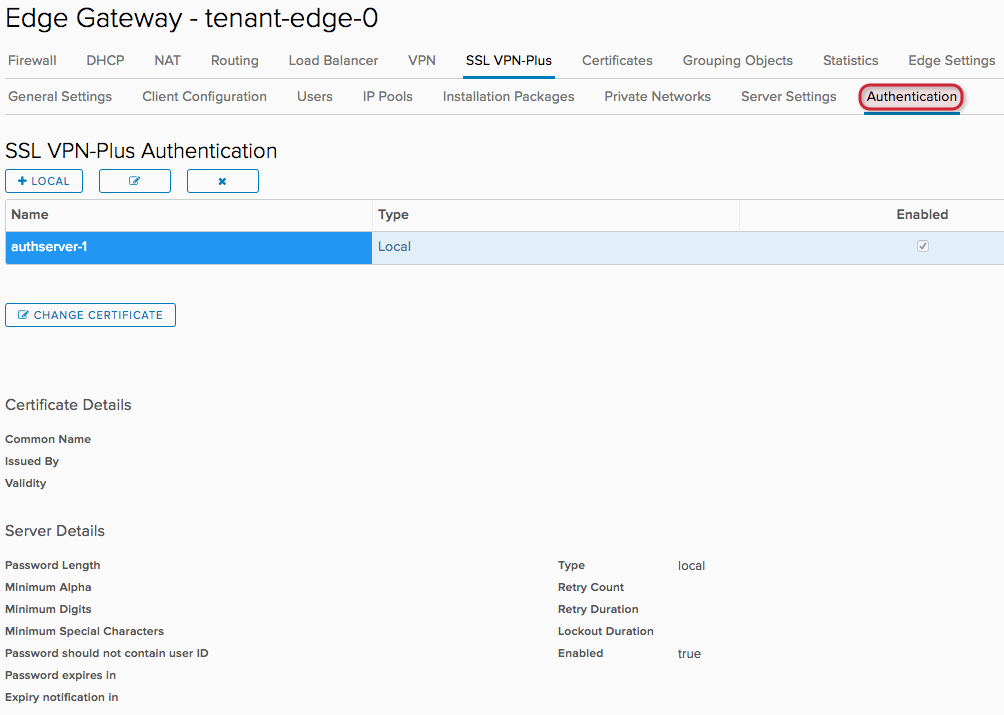 Edge Gateway - tenant-edge-0
Firewall DHCP NAT Routing Load Balancer VPN SSL VPN-Plus Certificates Grouping Objects Statistics Edge Settings
General Settings Client Configuration Users IP Pools Installation Packages Private Networks Server Settings Authentication
SSL VPN-Plus Authentication
+ LOCAL
Name Type Enabled
authserver-1 Local
CHANGE CERTIFICATE
Certificate Details
Common Name
Issued By
Validity
Server Details
Password Length Type local
Minimum Alpha Retry Count
Minimum Digits Retry Duration
Minimum Special Characters Lockout Duration
Password should not contain user ID Enabled true
Password expires in
Expiry notification in